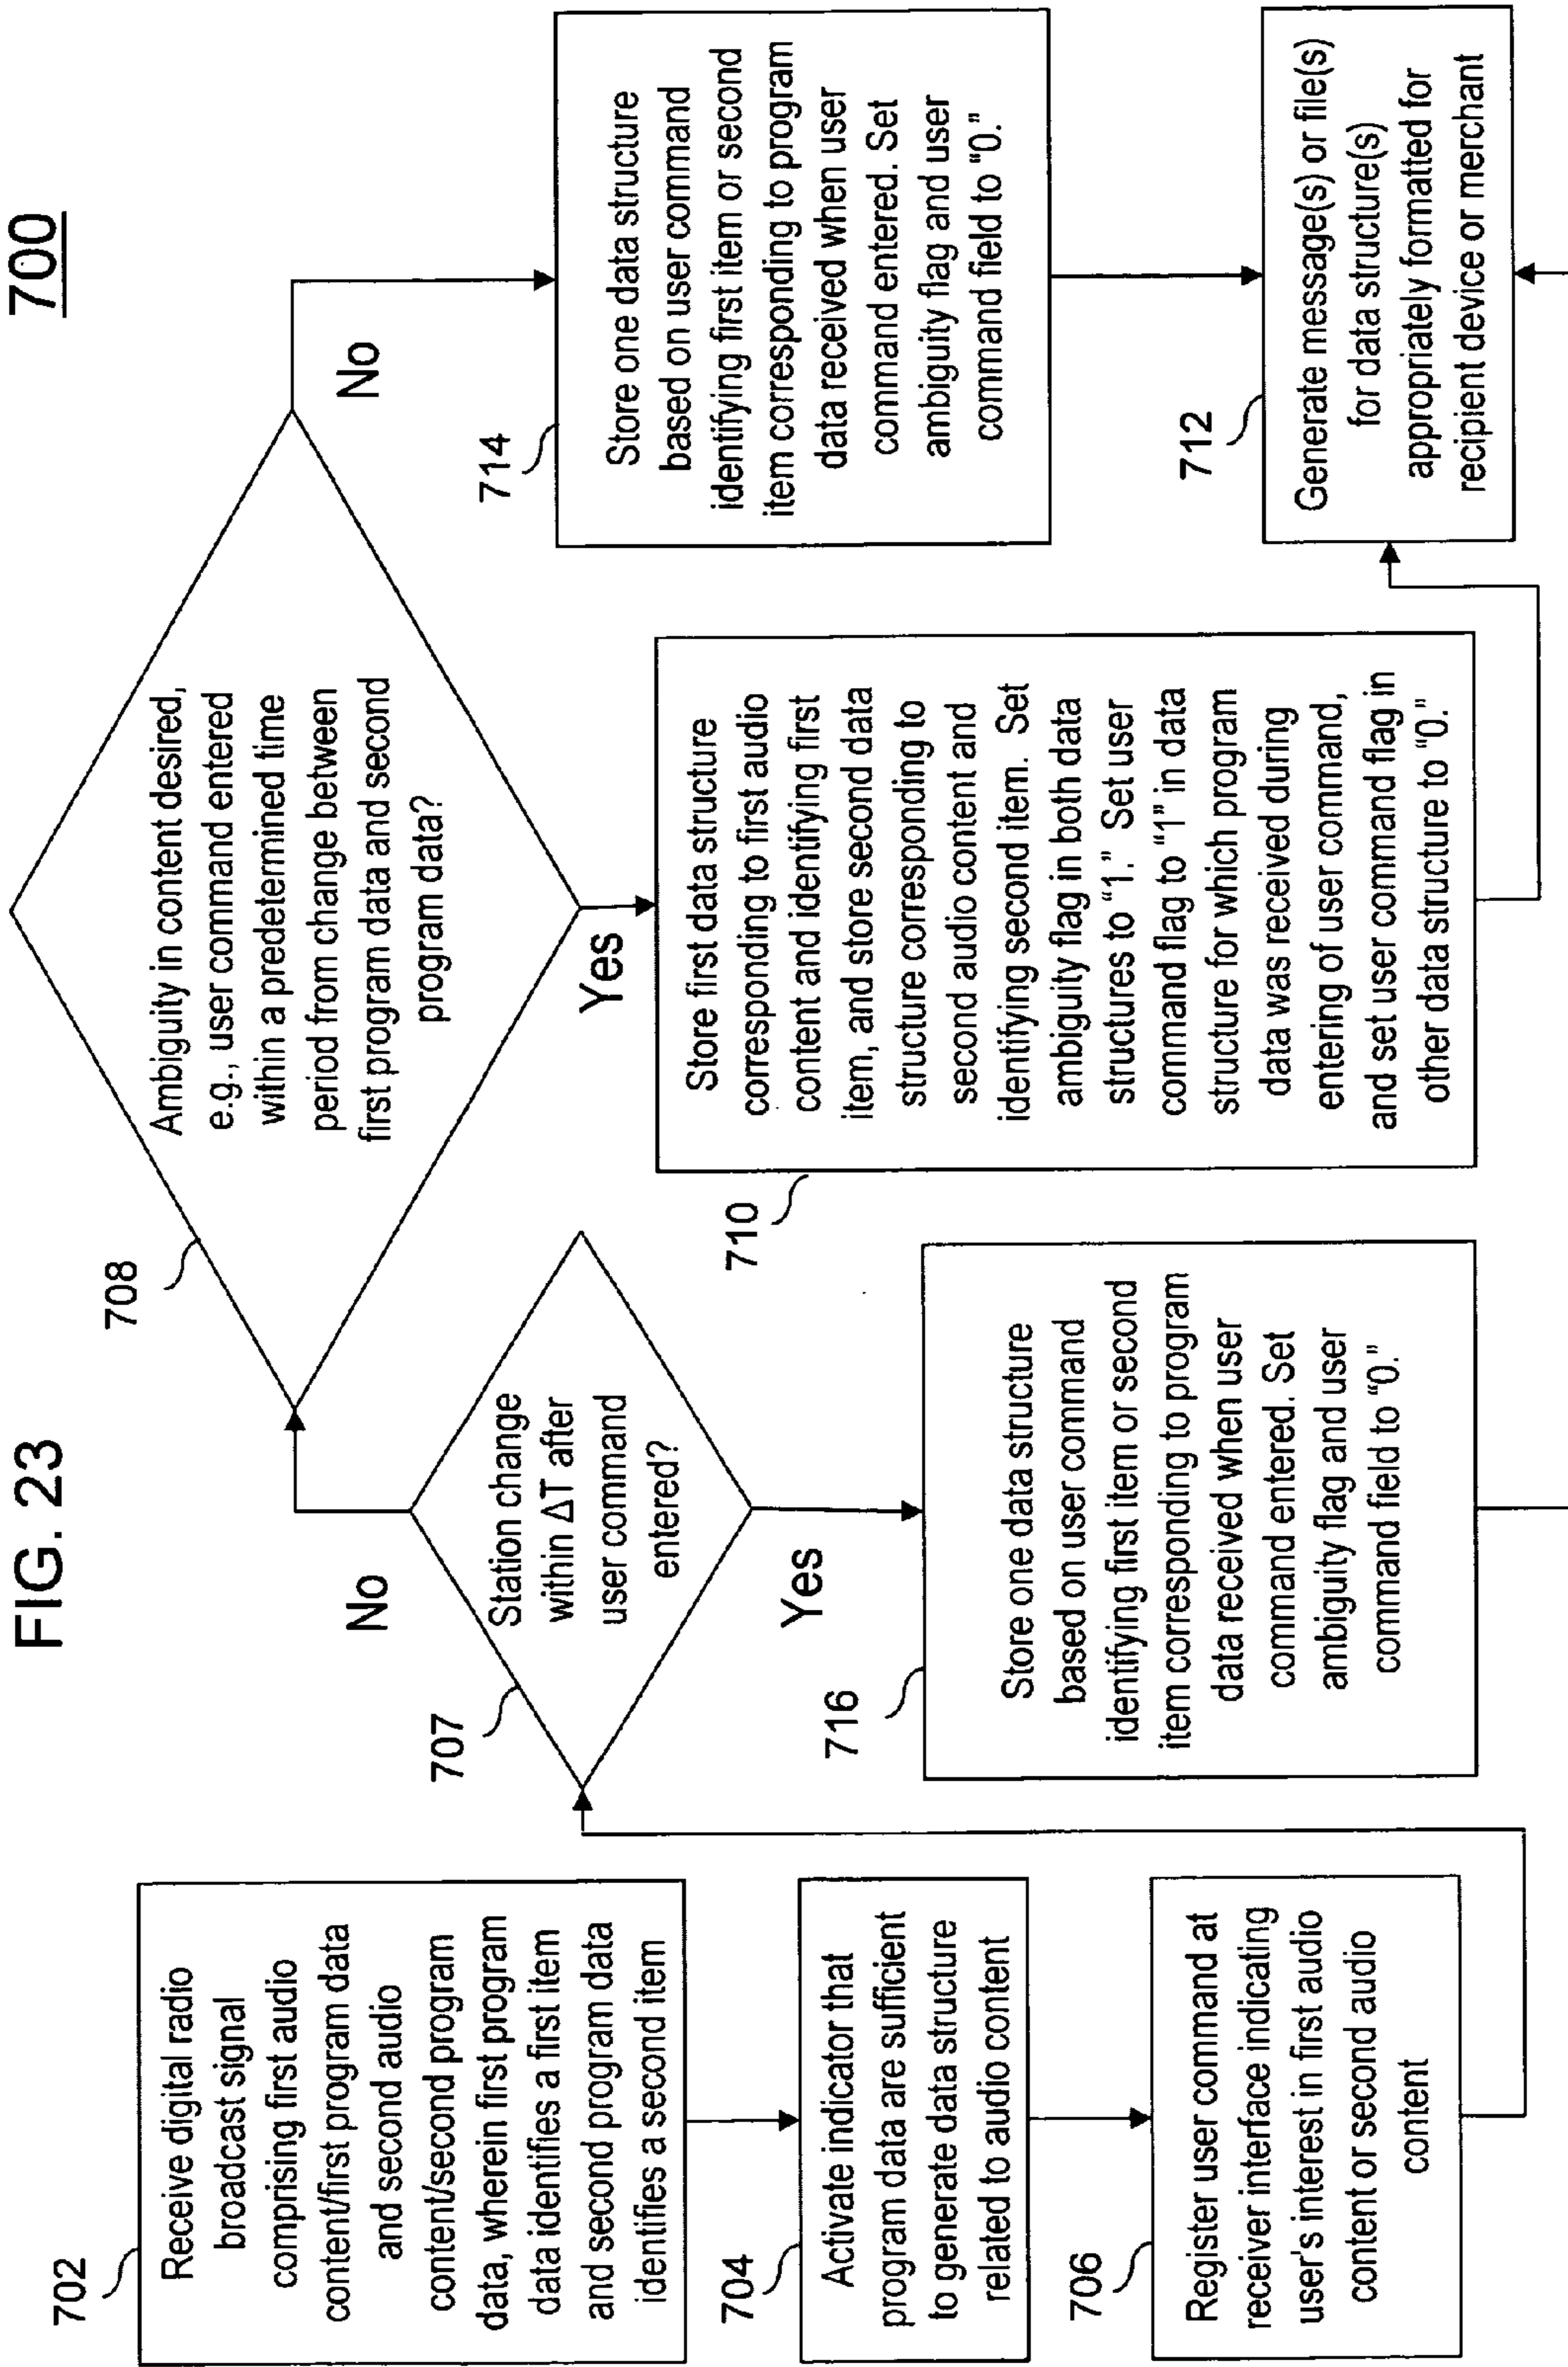 FIG. 23
700
702
Receive digital radio
broadcast signal
comprising first audio
content/first program data
and second audio
content/second program
data, wherein first program
data identifies a first item
and second program data
identifies a second item
704
Activate indicator that
program data are sufficient
to generate data structure
related to audio content
706
Register user command at
receiver interface indicating
user's interest in first audio
content or second audio
content
707
Station change
within ΔT after
user command
entered?
No
Yes
716
Store one data structure
based on user command
identifying first item or second
item corresponding to program
data received when user
command entered. Set
ambiguity flag and user
command field to "0."
708
Ambiguity in content desired,
e.g., user command entered
within a predetermined time
period from change between
first program data and second
program data?
Yes
No
710
Store first data structure
corresponding to first audio
content and identifying first
item, and store second data
structure corresponding to
second audio content and
identifying second item. Set
ambiguity flag in both data
structures to "1." Set user
command flag to "1" in data
structure for which program
data was received during
entering of user command,
and set user command flag in
other data structure to "0."
714
Store one data structure
based on user command
identifying first item or second
item corresponding to program
data received when user
command entered. Set
ambiguity flag and user
command field to "0."
712
Generate message(s) or file(s)
for data structure(s)
appropriately formatted for
recipient device or merchant